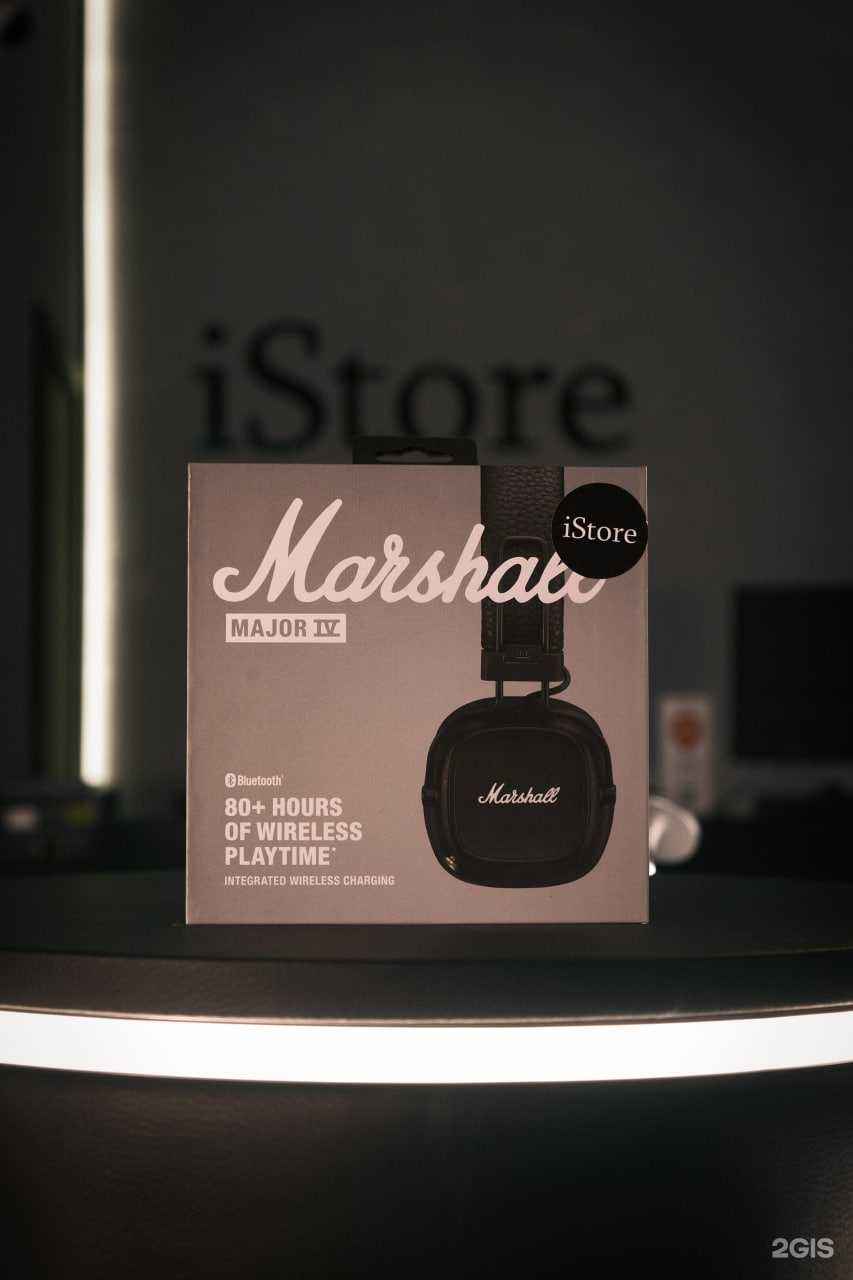 iStore
Marshall
iStore
MAJOR IV
Marshall
Bluetooth®
80+ HOURS
OF WIRELESS
PLAYTIME*
INTEGRATED WIRELESS CHARGING
2GIS